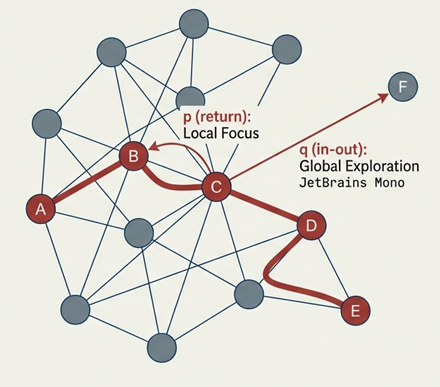 F
p (return):
Local Focus
B
q (in-out):
Global Exploration
JetBrains Mono
C
A
D
E